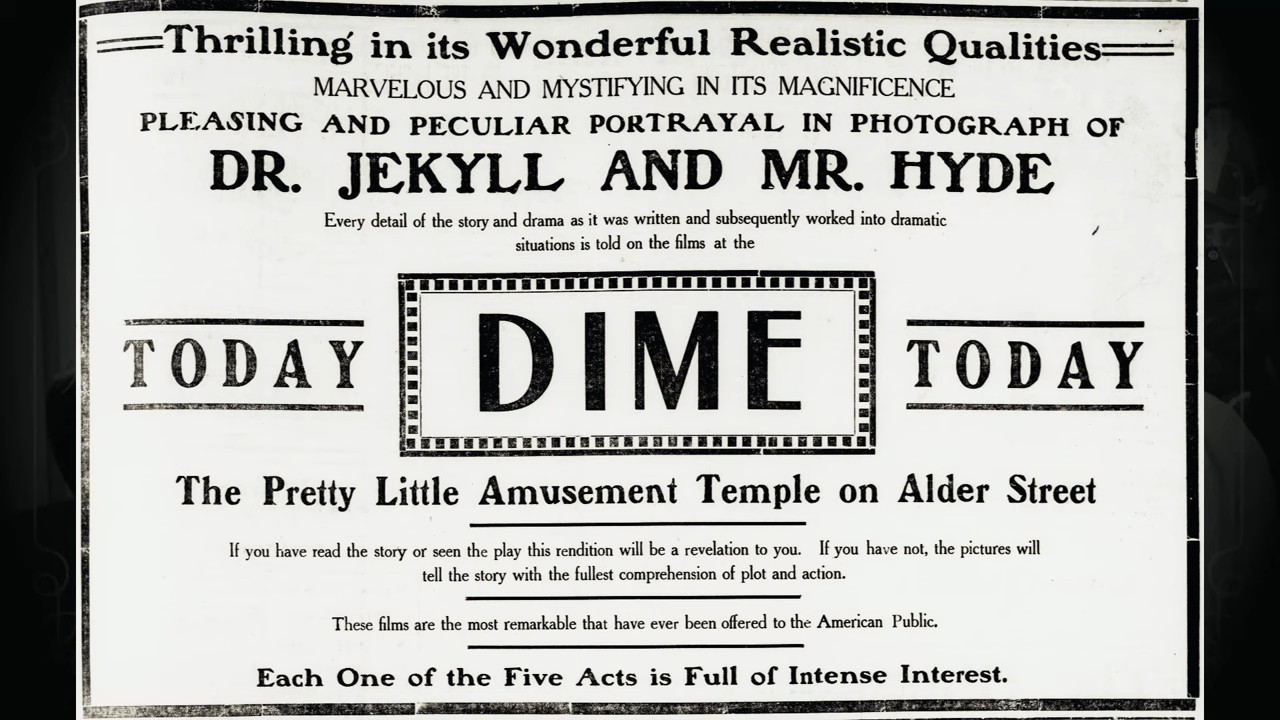 Thrilling in its Wonderful Realistic Qualities
MARVELOUS AND MYSTIFYING IN ITS MAGNIFICENCE
PLEASING AND PECULIAR PORTRAYAL IN PHOTOGRAPH OF
DR. JEKYLL AND MR. HYDE
Every detail of the story and drama as it was written and subsequently worked into dramatic
situations is told on the films at the
TODAY
DIME
TODAY
The Pretty Little Amusement Temple on Alder Street
If you have read the story or seen the play this rendition will be a revelation to you. If you have not, the pictures will
tell the story with the fullest comprehension of plot and action.
These films are the most remarkable that have ever been offered to the American Public.
Each One of the Five Acts is Full of Intense Interest.